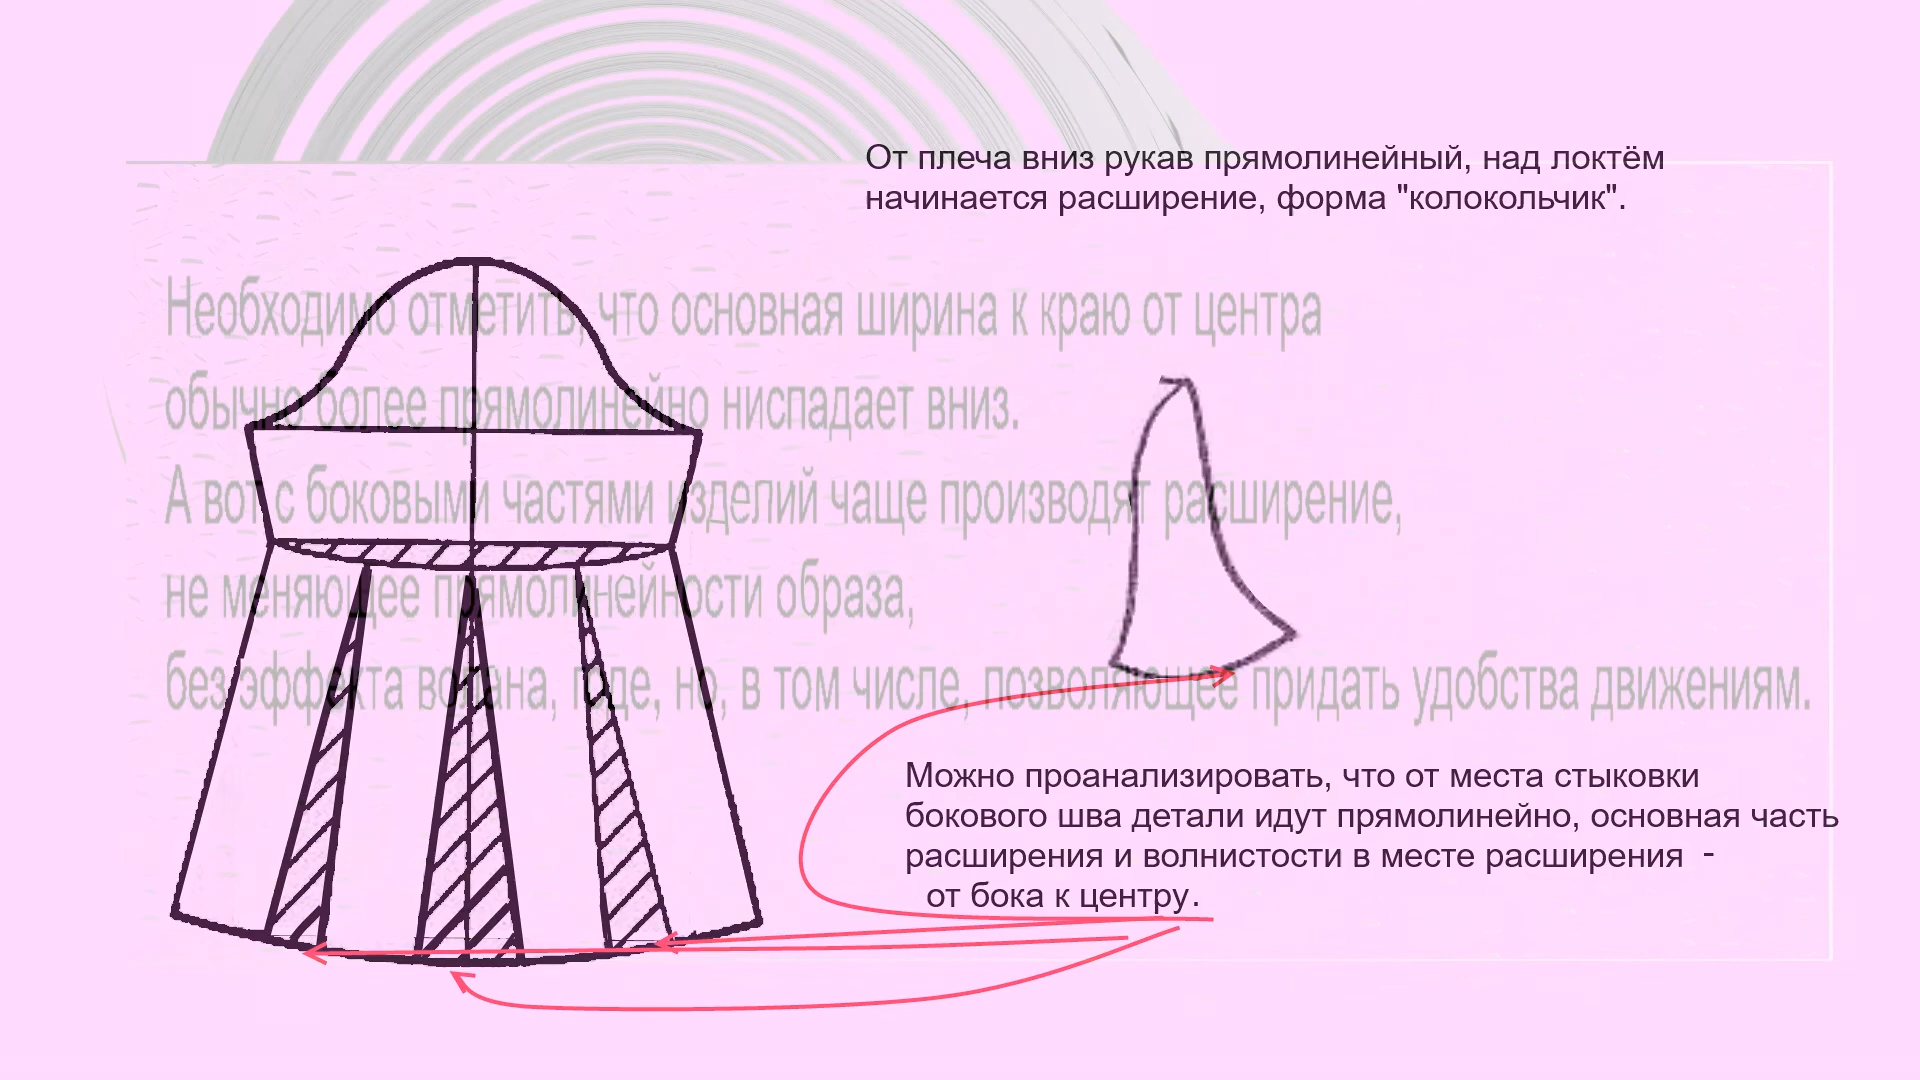 От плеча вниз рукав прямолинейный, над локтём
начинается расширение, форма "колокольчик".
Необходимо отметить, что основная ширина к краю от центра
обычно более прямолинейно ниспадает вниз.
А вот с боковыми частями изделий чаще производят расширение,
не меняющее прямолинейности образа,
без эффекта волана, где, но, в том числе, позволяющее придать удобства движениям.
Можно проанализировать, что от места стыковки
бокового шва детали идут прямолинейно, основная часть
расширения и волнистости в месте расширения -
от бока к центру.